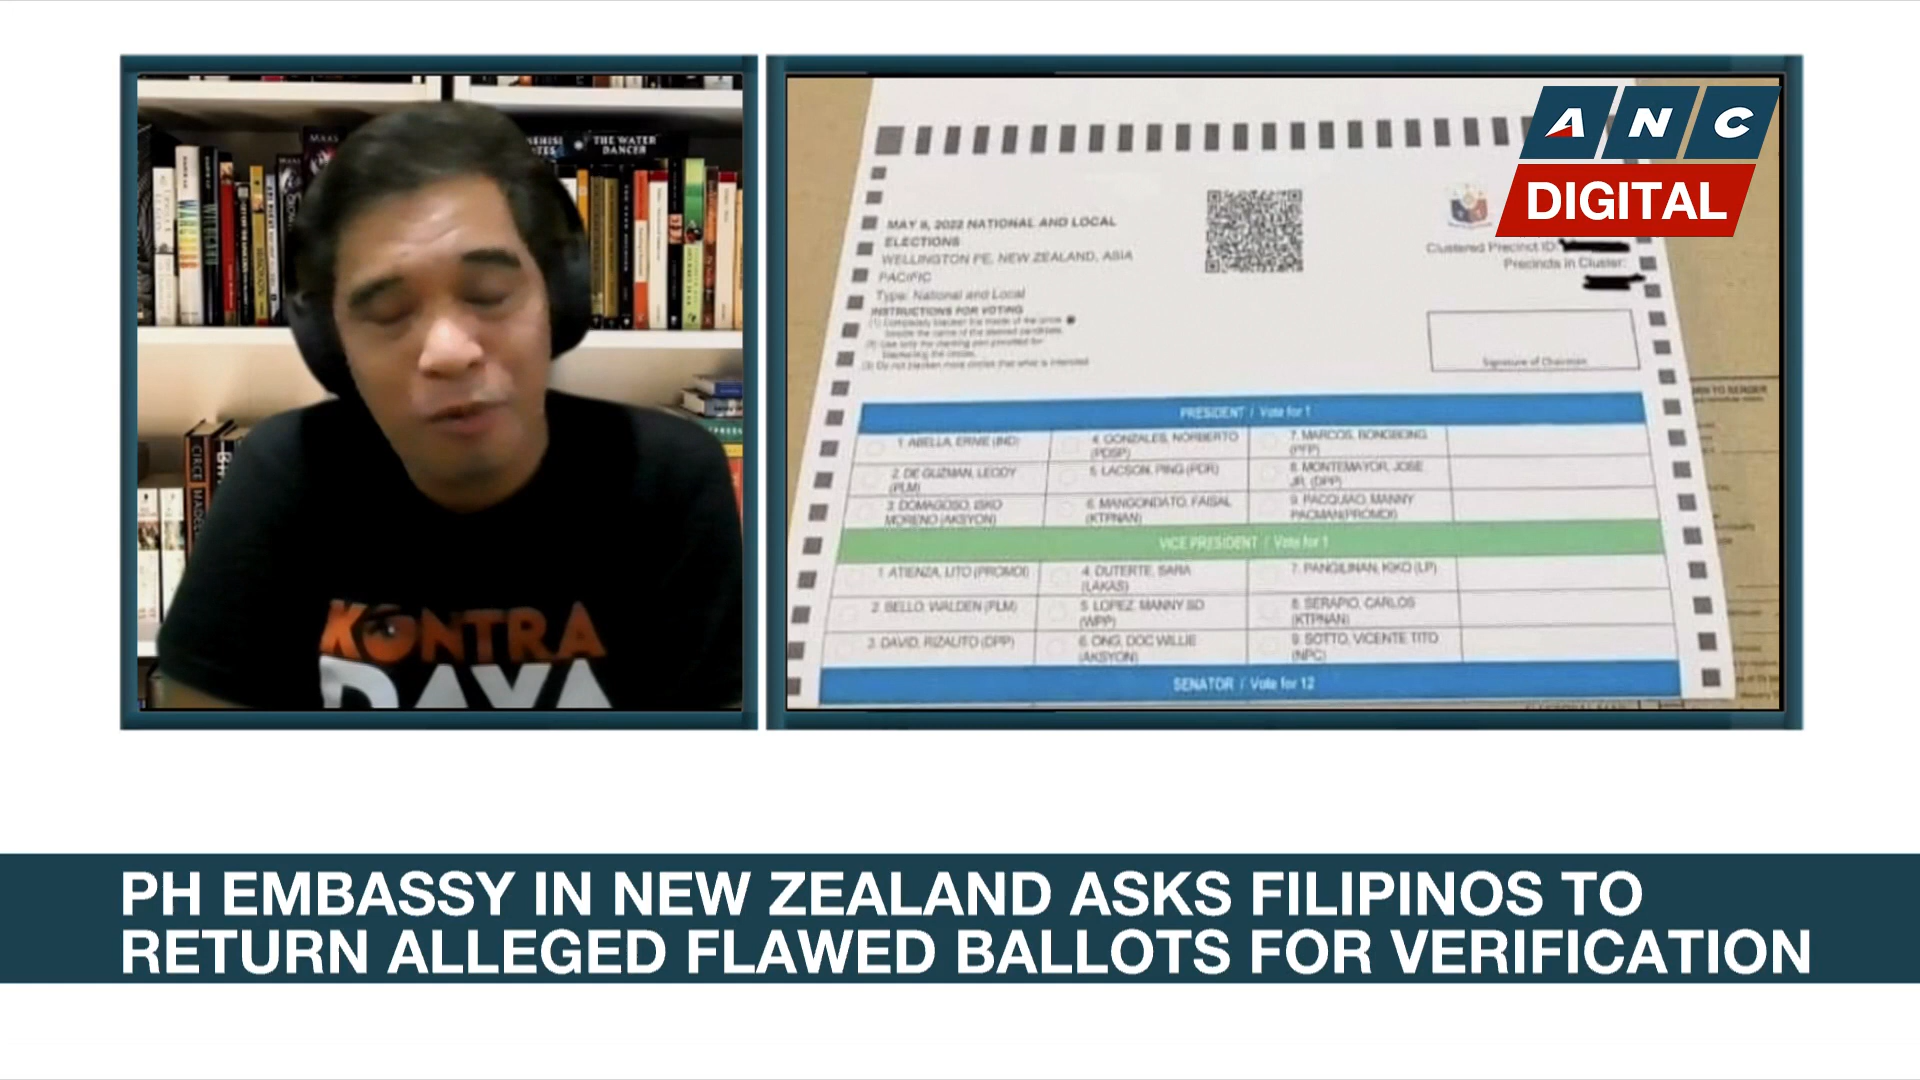 MAAS
THE WATER
DANCER
CIRCE
KONTRA
DAYA
ANC
DIGITAL
MAY 9, 2022 NATIONAL AND LOCAL
ELECTIONS
WELLINGTON PE, NEW ZEALAND, ASIA
PACIFIC
Type: National and Local
INSTRUCTIONS FOR VOTING
Clustered Precinct ID:
Precincts in Cluster:
Signature of Chairman
PRESIDENT / Vote for 1
1. ABELLA, ERNIE (IND)
2. DE GUZMAN, LEODY
(PLM)
3. DOMAGOSO, ISKO
MORENO (AKSYON)
4. GONZALES, NORBERTO
(PDSP)
5. LACSON, PING (PDR)
6. MANGONDATO, FAISAL
(KTPNAN)
7. MARCOS, BONGBONG
(PFP)
8. MONTEMAYOR, JOSE
JR. (DPP)
9. PACQUIAO, MANNY
PACMAN(PROMDI)
VICE PRESIDENT / Vote for 1
1. ATIENZA, LITO (PROMDI)
2. BELLO, WALDEN (PLM)
3. DAVID, RIZALITO (DPP)
4. DUTERTE, SARA
(LAKAS)
5. LOPEZ, MANNY SD
(WPP)
6. ONG, DOC WILLIE
(AKSYON)
7. PANGILINAN, KIKO (LP)
8. SERAPIO, CARLOS
(KTPNAN)
9. SOTTO, VICENTE TITO
(NPC)
SENATOR / Vote for 12
PH EMBASSY IN NEW ZEALAND ASKS FILIPINOS TO
RETURN ALLEGED FLAWED BALLOTS FOR VERIFICATION